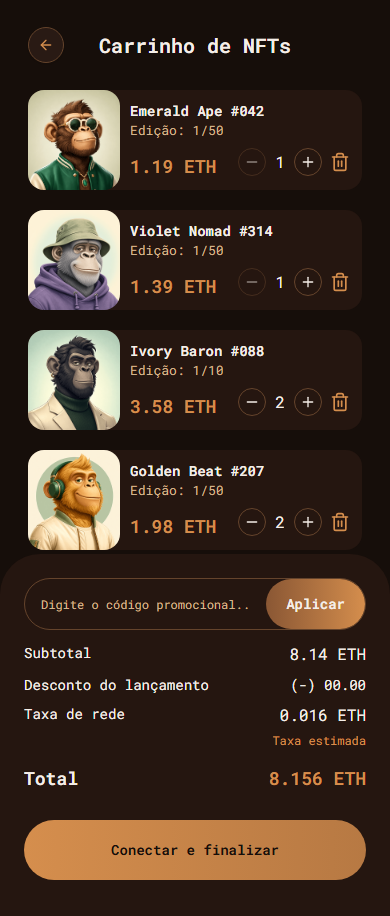 Carrinho de NFTs
Emerald Ape #042
Edição: 1/50
1.19 ETH 1
Violet Nomad #314
Edição: 1/50
1.39 ETH 1
Ivory Baron #088
Edição: 1/10
3.58 ETH 2
Golden Beat #207
Edição: 1/50
1.98 ETH 2
Digite o código promocional.. Aplicar
Subtotal 8.14 ETH
Desconto do lançamento (-) 00.00
Taxa de rede 0.016 ETH
Taxa estimada
Total 8.156 ETH
Conectar e finalizar